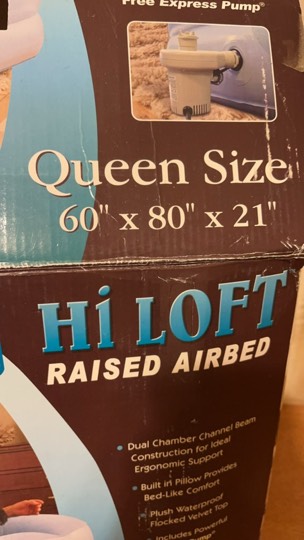 Free Express Pump®
Queen Size
60" x 80" x 21"
Hi LOFT
RAISED AIRBED
• Dual Chamber Channel Beam
Construction for Ideal
Ergonomic Support
• Built in Pillow Provides
Bed-Like Comfort
• Plush Waterproof
Flocked Velvet Top
• Includes Powerful
Pump